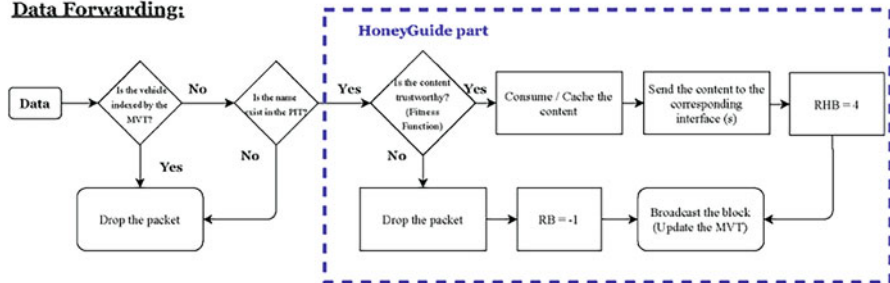 Data Forwarding:
HoneyGuide part
Data
Is the vehicle
indexed by the
MVT?
No
Yes
Is the name
exist in the PIT?
Yes
No
Drop the packet
Is the content
trustworthy?
(Fitness
Function)
Yes
No
Consume / Cache the
content
Send the content to the
corresponding
interface (s)
RHB = 4
Drop the packet
RB = -1
Broadcast the block
(Update the MVT)